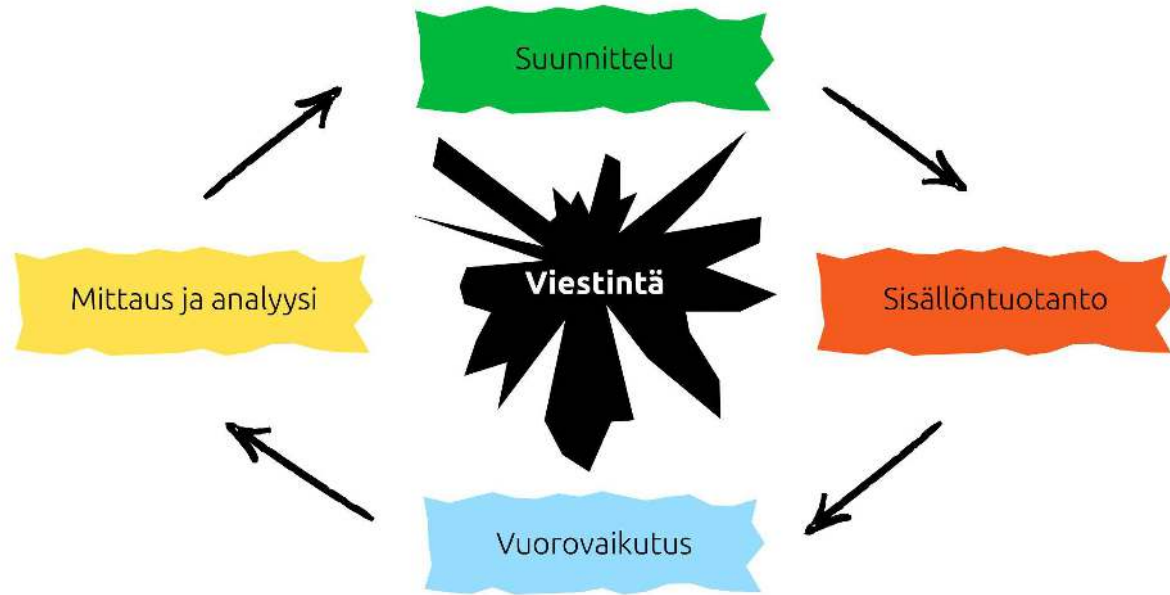 Suunnittelu
Mittaus ja analyysi
Viestintä
Sisällöntuotanto
Vuorovaikutus